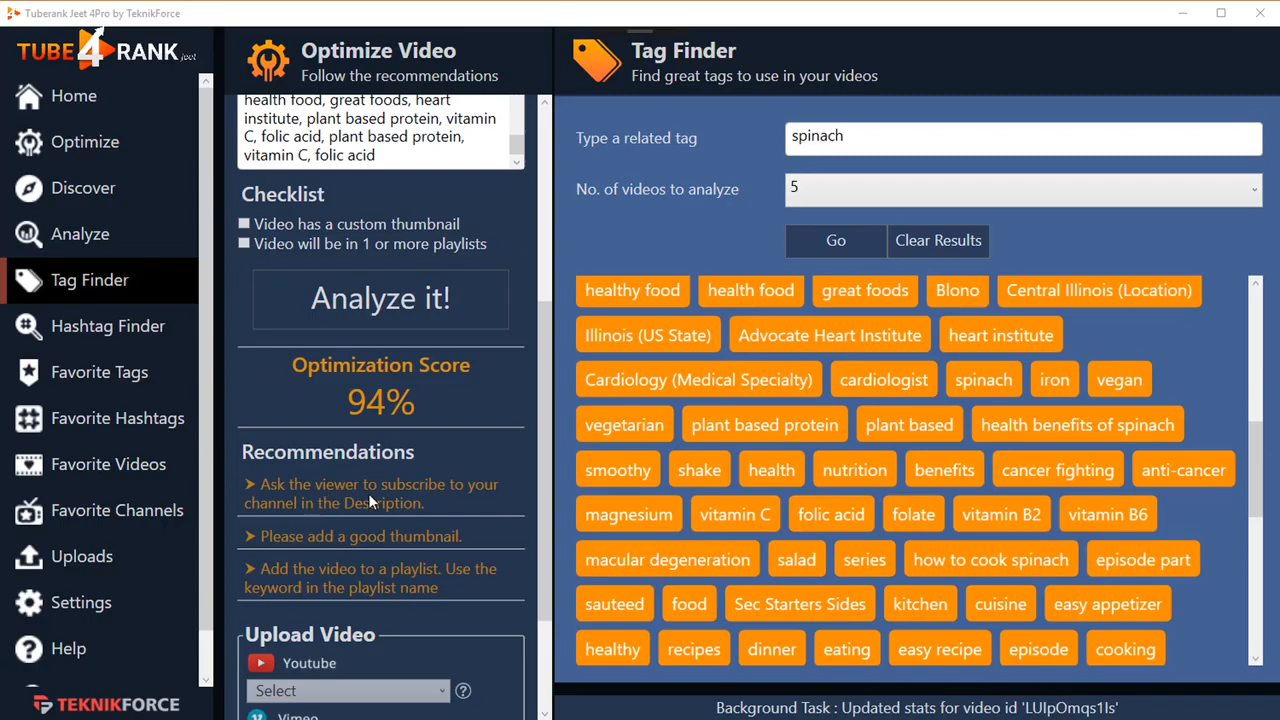 Tuberank Jeet 4Pro by TeknikForce
TUBE 4 RANK jeet
Home
Optimize
Discover
Analyze
Tag Finder
Hashtag Finder
Favorite Tags
Favorite Hashtags
Favorite Videos
Favorite Channels
Uploads
Settings
Help
TEKNIKFORCE
Optimize Video
Follow the recommendations
health food, great foods, heart
institute, plant based protein, vitamin
C, folic acid, plant based protein,
vitamin C, folic acid
Checklist
Video has a custom thumbnail
Video will be in 1 or more playlists
Analyze it!
Optimization Score
94%
Recommendations
➤ Ask the viewer to subscribe to your
channel in the Description.
➤ Please add a good thumbnail.
➤ Add the video to a playlist. Use the
keyword in the playlist name
Upload Video
Youtube
Select
?
Vimeo
Tag Finder
Find great tags to use in your videos
Type a related tag
spinach
No. of videos to analyze
5
Go
Clear Results
healthy food health food great foods Blono Central Illinois (Location)
Illinois (US State) Advocate Heart Institute heart institute
Cardiology (Medical Specialty) cardiologist spinach iron vegan
vegetarian plant based protein plant based health benefits of spinach
smoothy shake health nutrition benefits cancer fighting anti-cancer
magnesium vitamin C folic acid folate vitamin B2 vitamin B6
macular degeneration salad series how to cook spinach episode part
sauteed food Sec Starters Sides kitchen cuisine easy appetizer
healthy recipes dinner eating easy recipe episode cooking
Background Task : Updated stats for video id 'LUIpOmqs1Is'